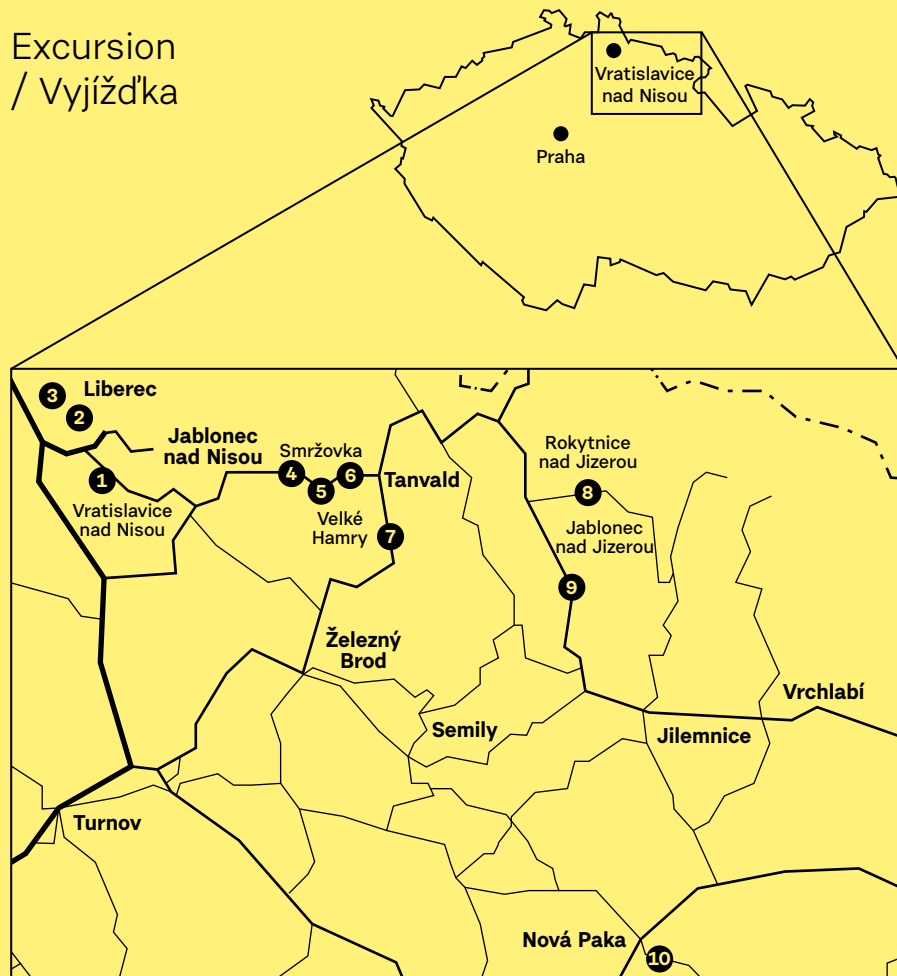 Excursion
/ Vyjížďka
Vratislavice
nad Nisou
Praha
3
Liberec
2
Jablonec
nad Nisou
1
Vratislavice
nad Nisou
Smržovka
4
5
6
Tanvald
Velké
Hamry
7
Rokytnice
nad Jizerou
8
Jablonec
nad Jizerou
9
Železný
Brod
Semily
Vrchlabí
Jilemnice
Turnov
Nová Paka
10